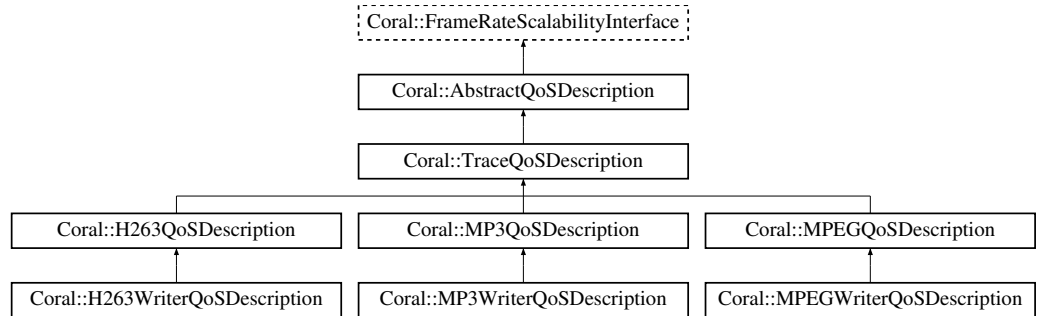 Coral::FrameRateScalabilityInterface
Coral::AbstractQoSDescription
Coral::TraceQoSDescription
Coral::H263QoSDescription
Coral::MP3QoSDescription
Coral::MPEGQoSDescription
Coral::H263WriterQoSDescription
Coral::MP3WriterQoSDescription
Coral::MPEGWriterQoSDescription